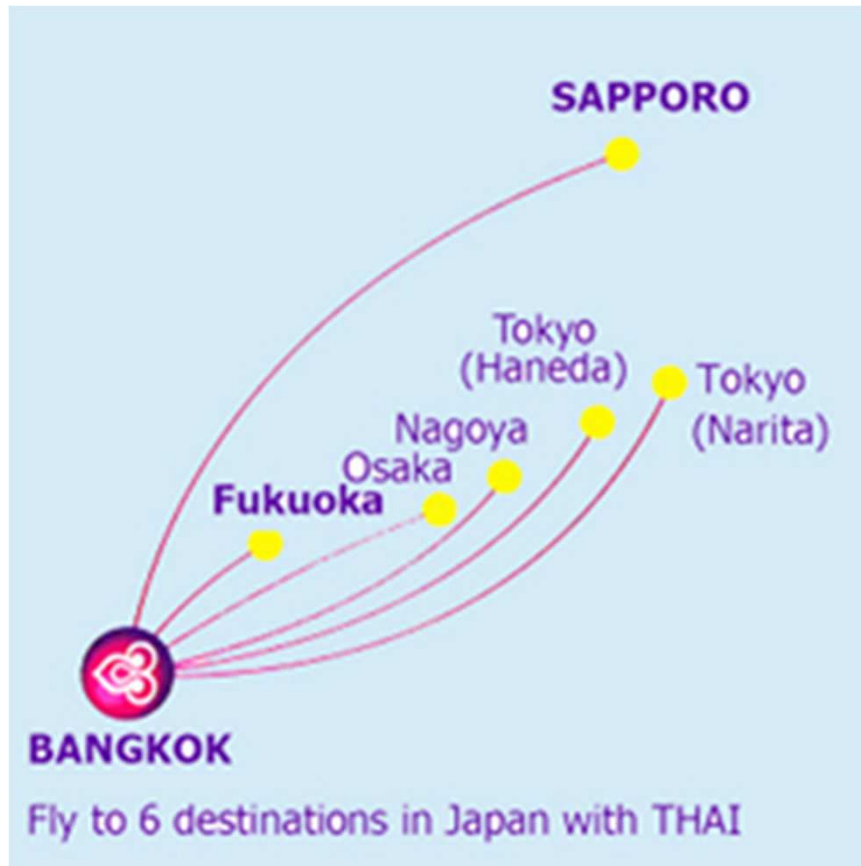 SAPPORO
Tokyo
(Haneda)
Tokyo
(Narita)
Nagoya
Osaka
Fukuoka
BANGKOK
Fly to 6 destinations in Japan with THAI